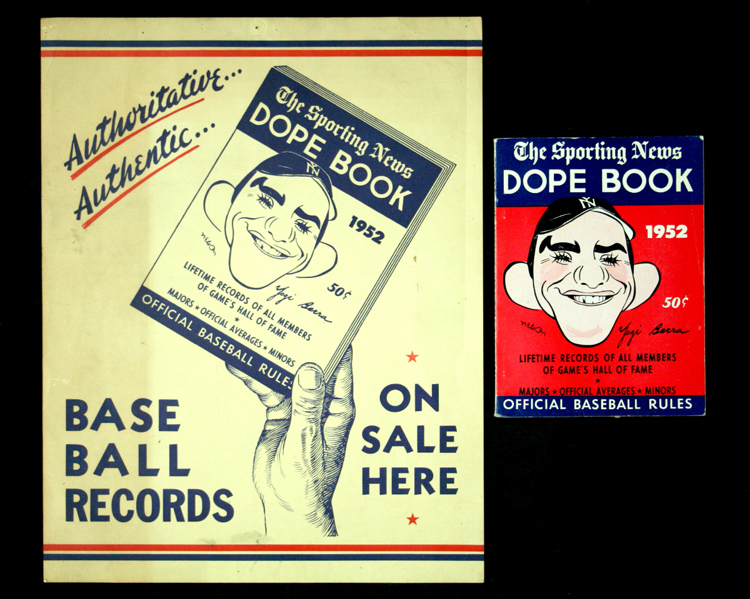 Authoritative...
Authentic...
The Sporting News
DOPE BOOK
NY
1952
50¢
Yogi Berra
LIFETIME RECORDS OF ALL MEMBERS
OF GAME'S HALL OF FAME
MAJORS ★ OFFICIAL AVERAGES ★ MINORS
OFFICIAL BASEBALL RULES
BASE
BALL
RECORDS
ON
SALE
HERE
The Sporting News
DOPE BOOK
NY
1952
50¢
Yogi Berra
LIFETIME RECORDS OF ALL MEMBERS
OF GAME'S HALL OF FAME
MAJORS ★ OFFICIAL AVERAGES ★ MINORS
OFFICIAL BASEBALL RULES